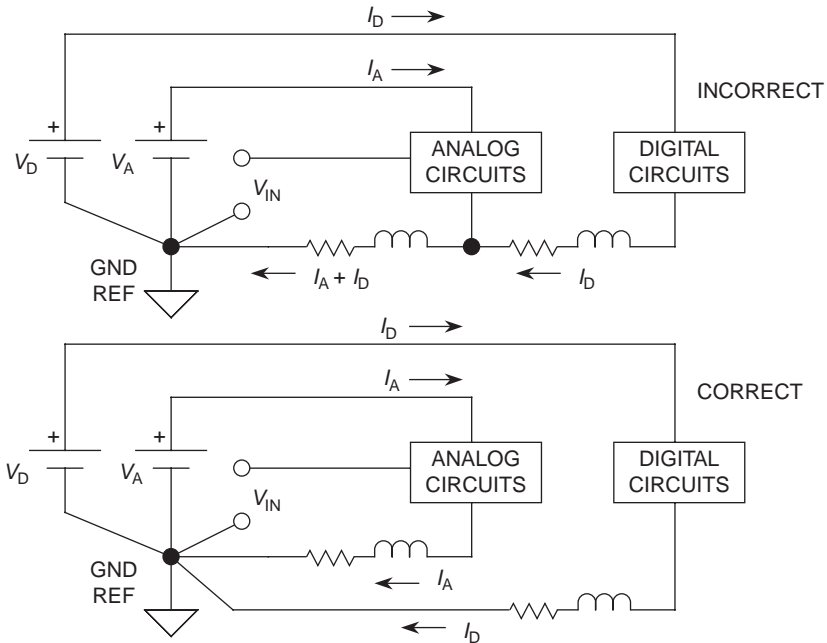 I_D
I_A
INCORRECT
+
+
V_D
V_A
V_IN
ANALOG
CIRCUITS
DIGITAL
CIRCUITS
GND
REF
I_A + I_D
I_D
I_D
I_A
CORRECT
+
+
V_D
V_A
V_IN
ANALOG
CIRCUITS
DIGITAL
CIRCUITS
GND
REF
I_A
I_D